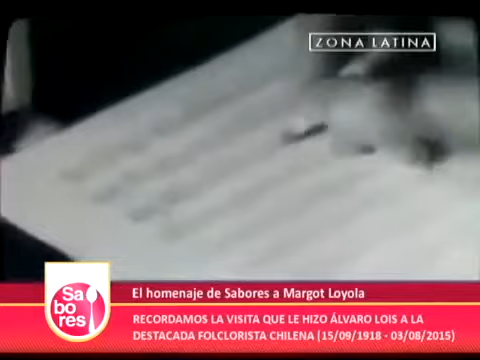 ZONA LATINA
Sa
bo
res
El homenaje de Sabores a Margot Loyola
RECORDAMOS LA VISITA QUE LE HIZO ÁLVARO LOIS A LA
DESTACADA FOLCLORISTA CHILENA (15/09/1918 - 03/08/2015)